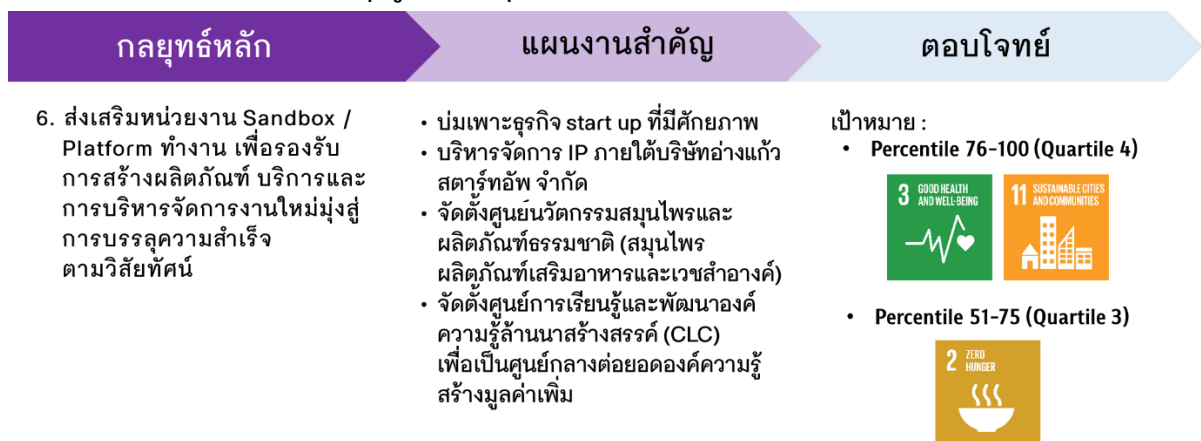 กลยุทธ์หลัก
แผนงานสำคัญ
ตอบโจทย์
6. ส่งเสริมหน่วยงาน Sandbox /
Platform ทำงาน เพื่อรองรับ
การสร้างผลิตภัณฑ์ บริการและ
การบริหารจัดการงานใหม่มุ่งสู่
การบรรลุความสำเร็จ
ตามวิสัยทัศน์
• บ่มเพาะธุรกิจ start up ที่มีศักยภาพ
• บริหารจัดการ IP ภายใต้บริษัทอ่างแก้ว
สตาร์ทอัพ จำกัด
• จัดตั้งศูนย์นวัตกรรมสมุนไพรและ
ผลิตภัณฑ์ธรรมชาติ (สมุนไพร
ผลิตภัณฑ์เสริมอาหารและเวชสำอางค์)
• จัดตั้งศูนย์การเรียนรู้และพัฒนาองค์
ความรู้ล้านนาสร้างสรรค์ (CLC)
เพื่อเป็นศูนย์กลางต่อยอดองค์ความรู้
สร้างมูลค่าเพิ่ม
เป้าหมาย :
• Percentile 76-100 (Quartile 4)
3 GOOD HEALTH
AND WELL-BEING
11 SUSTAINABLE CITIES
AND COMMUNITIES
• Percentile 51-75 (Quartile 3)
2 ZERO
HUNGER